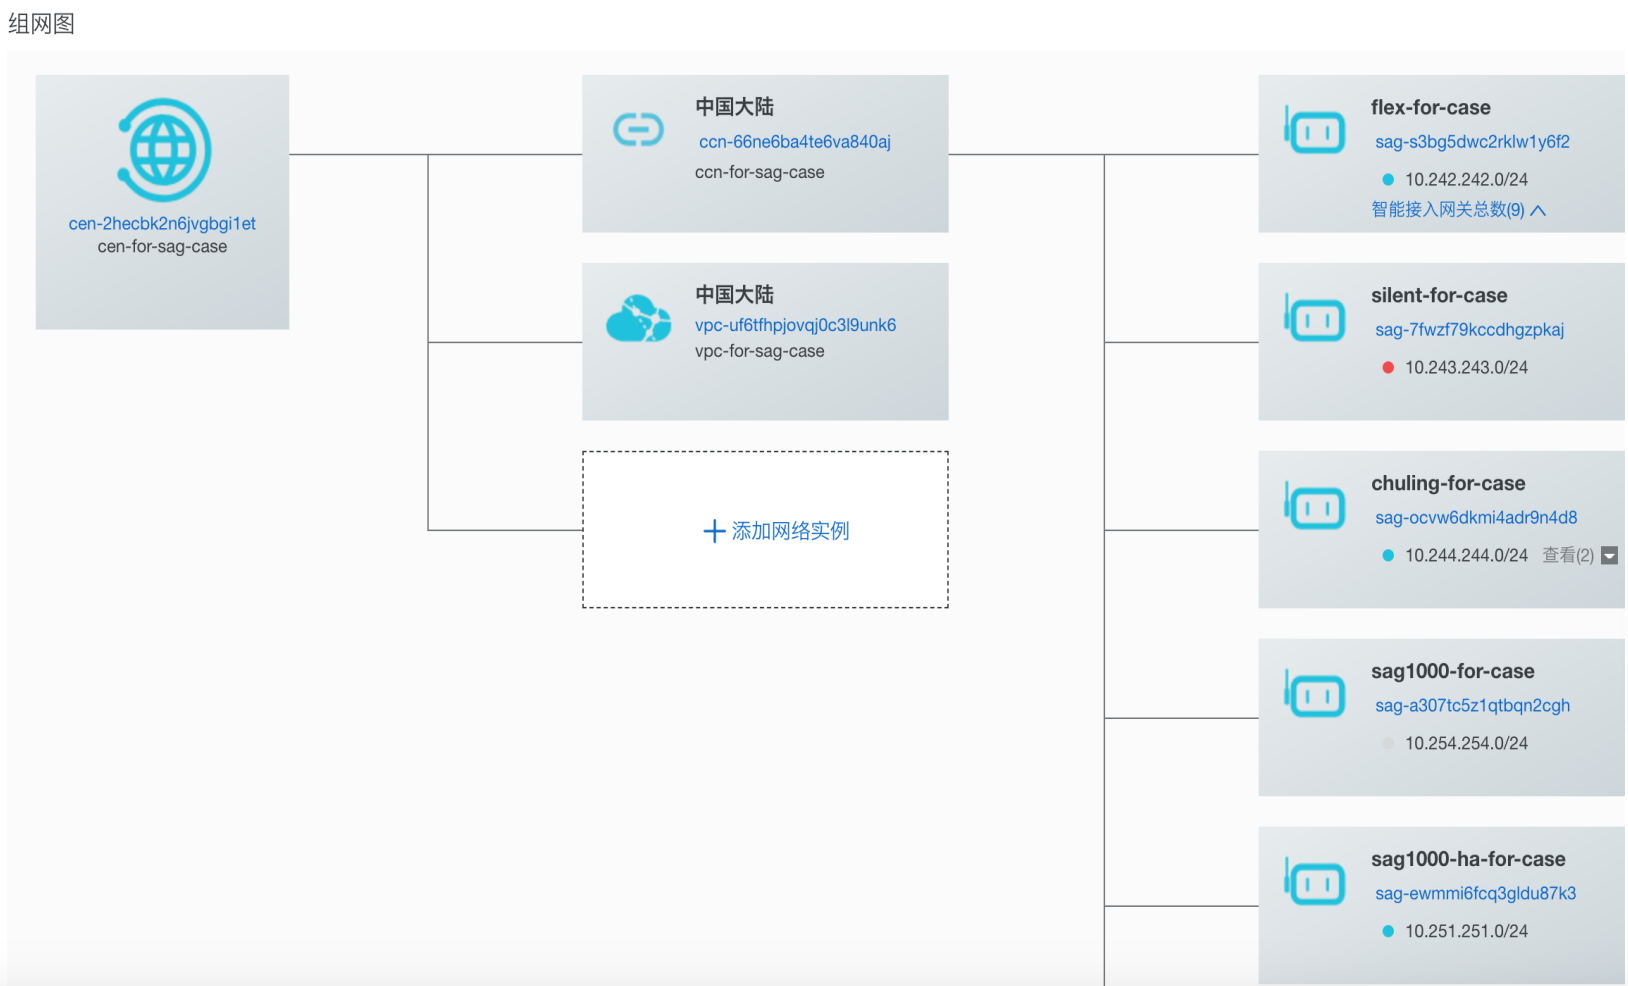 组网图
cen-2hecbk2n6jvgbgi1et
cen-for-sag-case
中国大陆
ccn-66ne6ba4te6va840aj
ccn-for-sag-case
中国大陆
vpc-uf6tfhpjovqj0c3l9unk6
vpc-for-sag-case
添加网络实例
flex-for-case
sag-s3bg5dwc2rklw1y6f2
10.242.242.0/24
智能接入网关总数(9)
silent-for-case
sag-7fwzf79kccdhgzpkaj
10.243.243.0/24
chuling-for-case
sag-ocvw6dkmi4adr9n4d8
10.244.244.0/24 查看(2)
sag1000-for-case
sag-a307tc5z1qtbqn2cgh
10.254.254.0/24
sag1000-ha-for-case
sag-ewmmi6fcq3gldu87k3
10.251.251.0/24